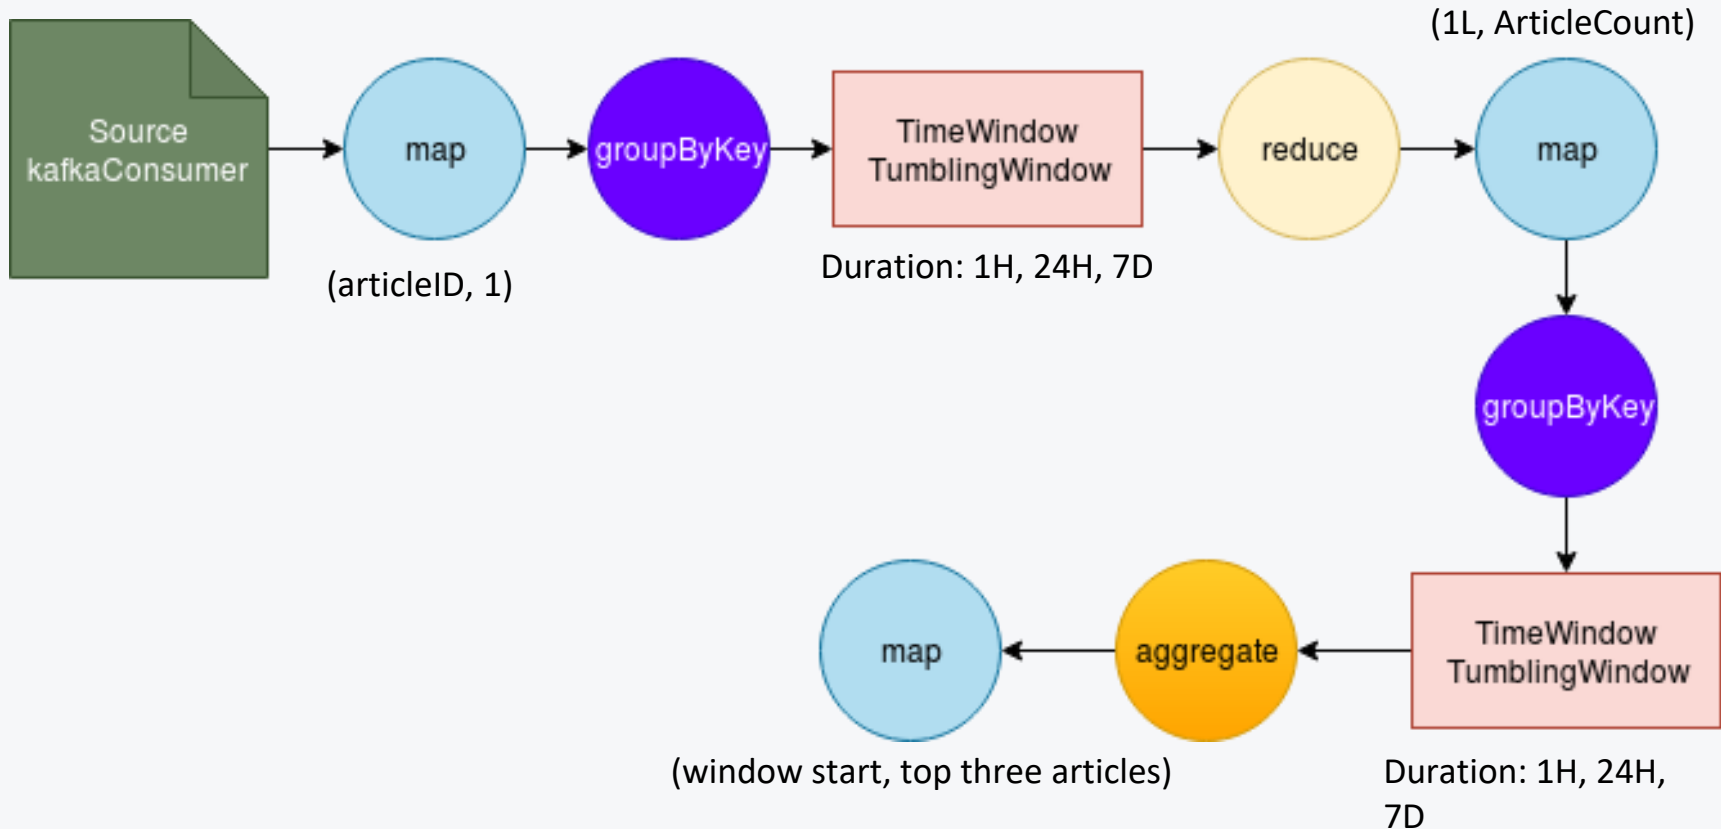 (1L, ArticleCount)
Source
kafkaConsumer
map
groupByKey
TimeWindow
TumblingWindow
reduce
map
(articleID, 1)
Duration: 1H, 24H, 7D
groupByKey
map
aggregate
TimeWindow
TumblingWindow
(window start, top three articles)
Duration: 1H, 24H,
7D